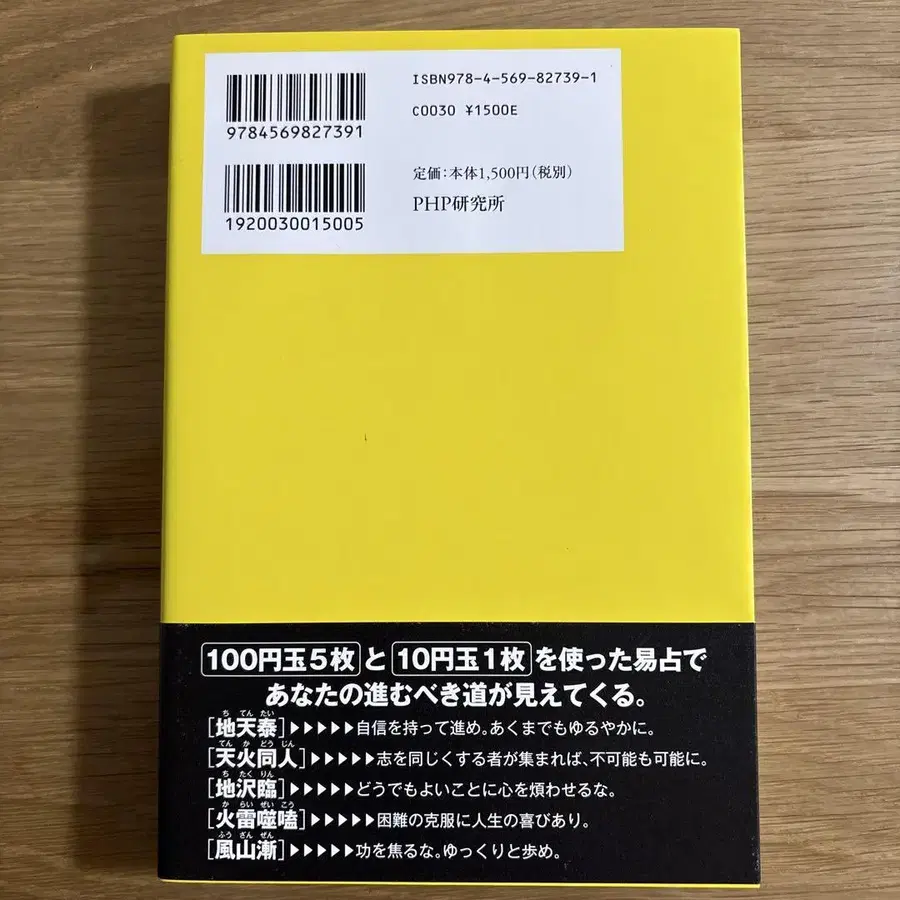 ISBN978-4-569-82739-1
C0030 ¥1500E
9784569827391
定価:本体1,500円(税別)
PHP研究所
1920030015005
100円玉5枚と10円玉1枚を使った易占で
あなたの進むべき道が見えてくる。
ち てん たい
[地天泰]▶▶▶▶▶自信を持って進め。あくまでもゆるやかに。
てん か どう じん
[天火同人]▶▶▶▶▶志を同じくする者が集まれば、不可能も可能に。
ち たく りん
[地沢臨]▶▶▶▶▶どうでもよいことに心を煩わせるな。
か らい ぜい こう
[火雷噬嗑]▶▶▶▶▶困難の克服に人生の喜びあり。
ふう ざん ぜん
[風山漸]▶▶▶▶▶功を焦るな。ゆっくりと歩め。